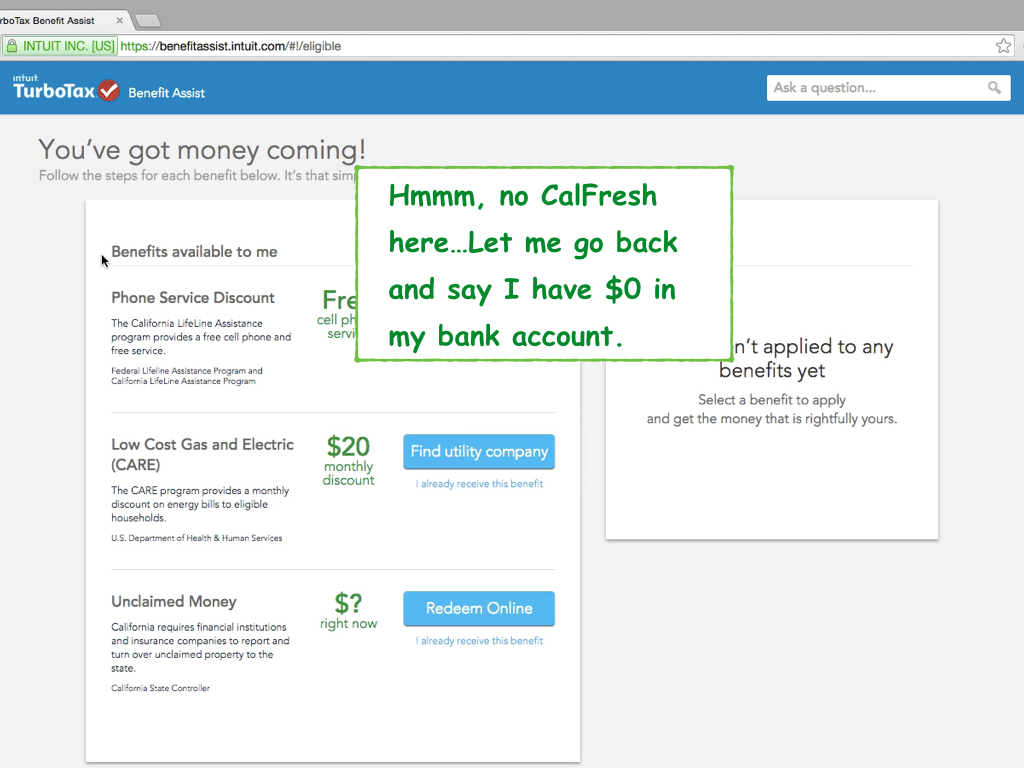 rboTax Benefit Assist
INTUIT INC. [US] https://benefitassist.intuit.com/#!/eligible
intuit.
TurboTax Benefit Assist
Ask a question...
You've got money coming!
Follow the steps for each benefit below. It's that sim
Hmmm, no CalFresh
here...Let me go back
and say I have $0 in
my bank account.
Benefits available to me
Phone Service Discount
The California LifeLine Assistance
program provides a free cell phone and
free service.
Federal Lifeline Assistance Program and
California LifeLine Assistance Program
Fre
cell ph
servi
Low Cost Gas and Electric
(CARE)
The CARE program provides a monthly
discount on energy bills to eligible
households.
U.S. Department of Health & Human Services
$20
monthly
discount
Find utility company
I already receive this benefit
Unclaimed Money
California requires financial institutions
and insurance companies to report and
turn over unclaimed property to the
state.
California State Controller
$?
right now
Redeem Online
I already receive this benefit
n't applied to any
benefits yet
Select a benefit to apply
and get the money that is rightfully yours.